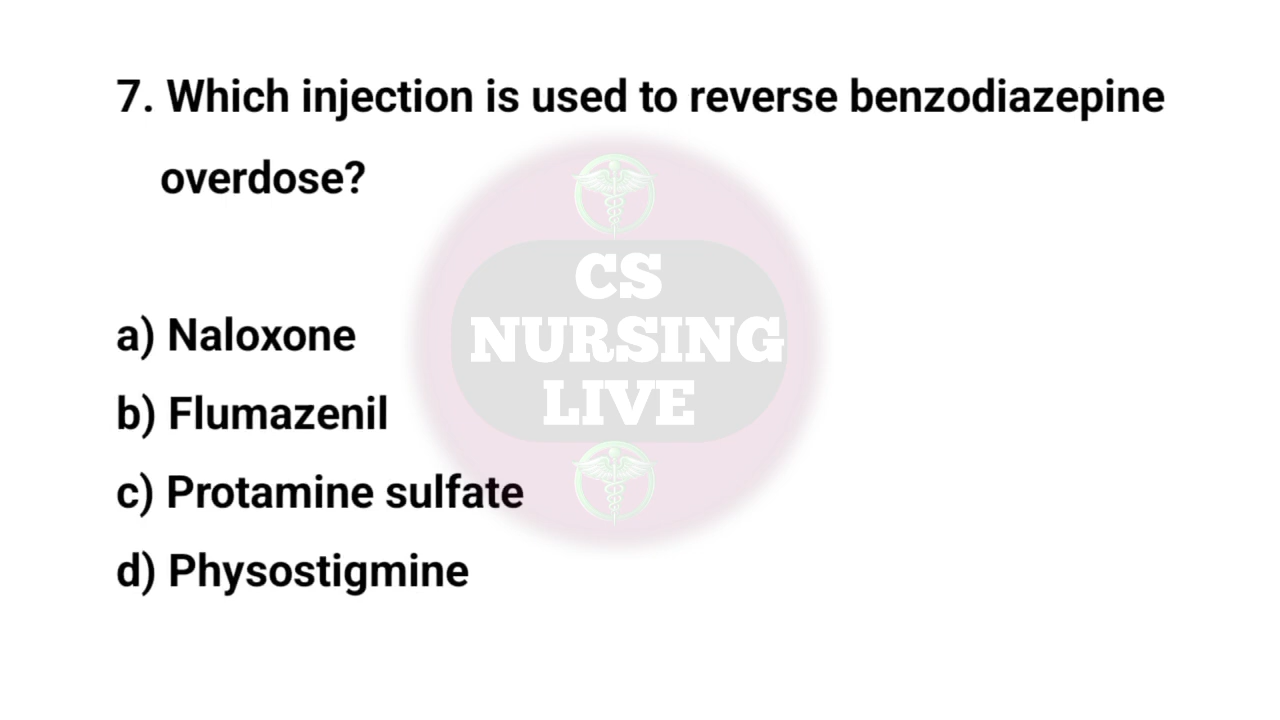 7. Which injection is used to reverse benzodiazepine
overdose?
CS
NURSING
LIVE
a) Naloxone
b) Flumazenil
c) Protamine sulfate
d) Physostigmine